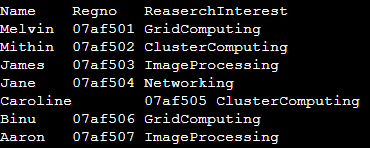 Name Regno ReaserchInterest
Melvin 07af501 GridComputing
Mithin 07af502 ClusterComputing
James 07af503 ImageProcessing
Jane 07af504 Networking
Caroline 07af505 ClusterComputing
Binu 07af506 GridComputing
Aaron 07af507 ImageProcessing